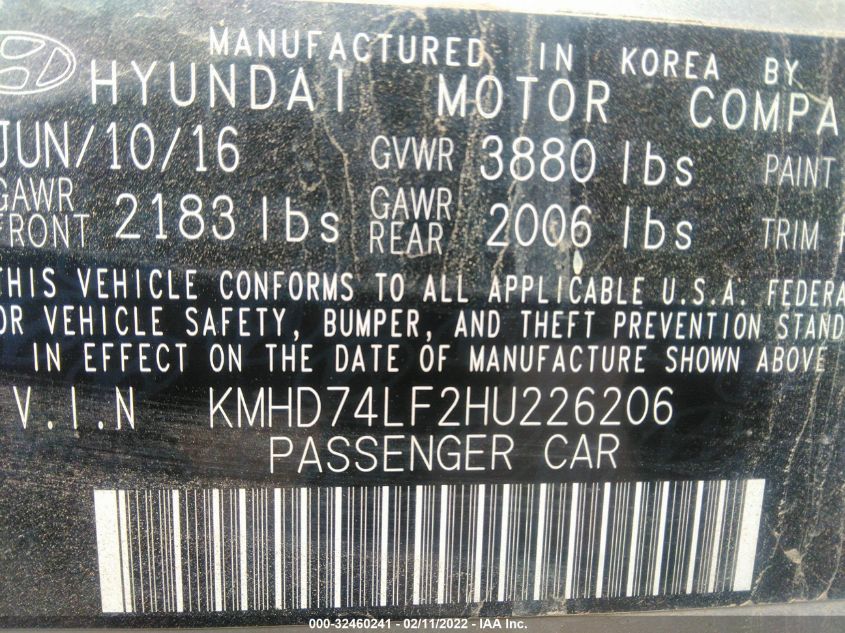 MANUFACTURED IN KOREA BY
HYUNDAI MOTOR COMPA
JUN/10/16 GVWR 3880 lbs PAINT
GAWR FRONT 2183 lbs GAWR REAR 2006 lbs TRIM
THIS VEHICLE CONFORMS TO ALL APPLICABLE U.S.A. FEDERA
OR VEHICLE SAFETY, BUMPER, AND THEFT PREVENTION STAND
IN EFFECT ON THE DATE OF MANUFACTURE SHOWN ABOVE
V.I.N KMHD74LF2HU226206
PASSENGER CAR
000-32460241 - 02/11/2022 - IAA Inc.